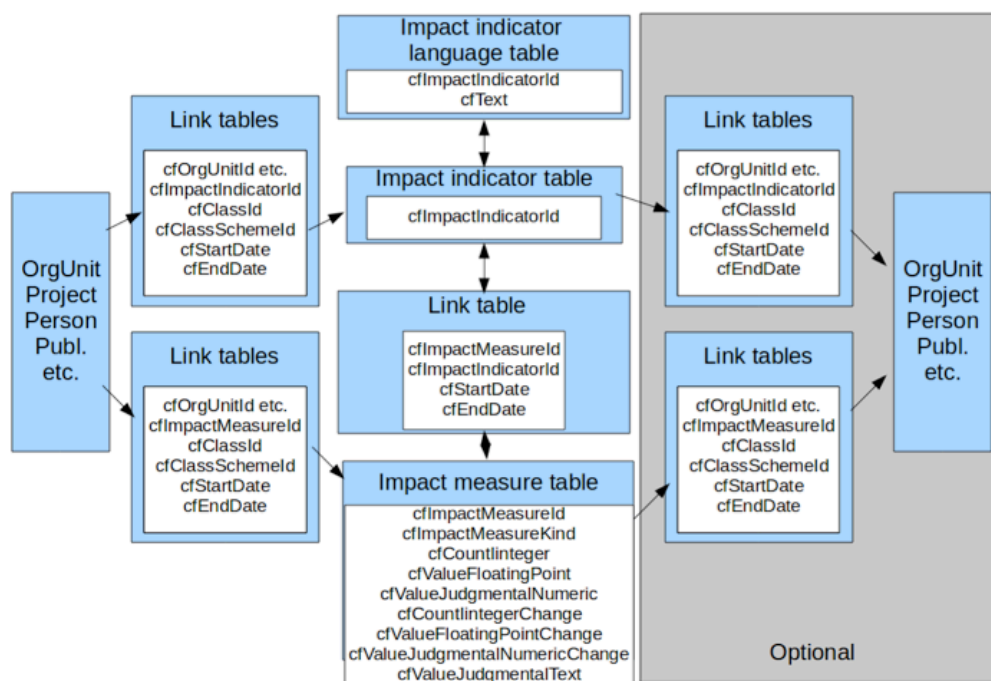 Impact indicator
language table
cfImpactIndicatorId
cfText
Link tables
cfOrgUnitId etc.
cfImpactIndicatorId
cfClassId
cfClassSchemeId
cfStartDate
cfEndDate
Impact indicator table
cfImpactIndicatorId
Link tables
cfOrgUnitId etc.
cfImpactIndicatorId
cfClassId
cfClassSchemeId
cfStartDate
cfEndDate
OrgUnit
Project
Person
Publ.
etc.
Link table
cfImpactMeasureId
cfImpactIndicatorId
cfStartDate
cfEndDate
OrgUnit
Project
Person
Publ.
etc.
Link tables
cfOrgUnitId etc.
cfImpactMeasureId
cfClassId
cfClassSchemeId
cfStartDate
cfEndDate
Impact measure table
cfImpactMeasureId
cfImpactMeasureKind
cfCountIinteger
cfValueFloatingPoint
cfValueJudgmentalNumeric
cfCountIintegerChange
cfValueFloatingPointChange
cfValueJudgmentalNumericChange
cfValueJudgmentalText
Link tables
cfOrgUnitId etc.
cfImpactMeasureId
cfClassId
cfClassSchemeId
cfStartDate
cfEndDate
Optional